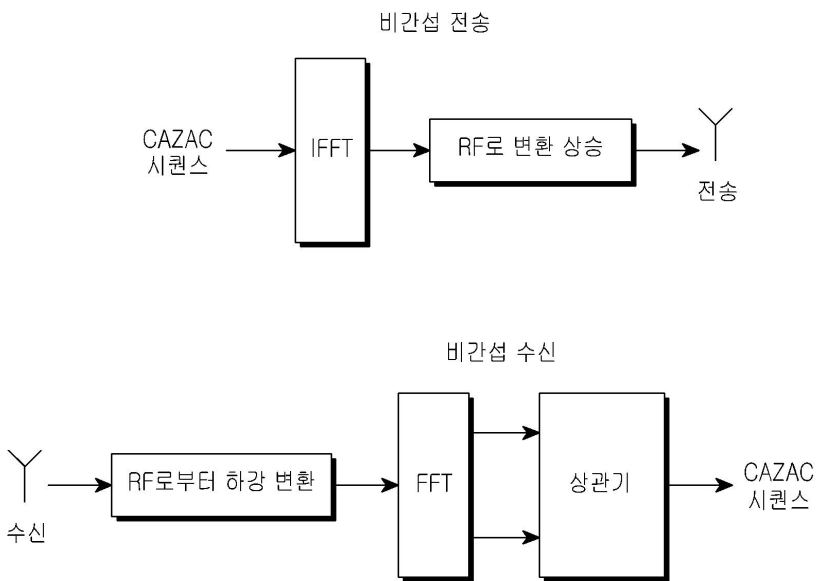 비간섭 전송
CAZAC
시퀀스
IFFT
RF로 변환 상승
전송
비간섭 수신
수신
RF로부터 하강 변환
FFT
상관기
CAZAC
시퀀스